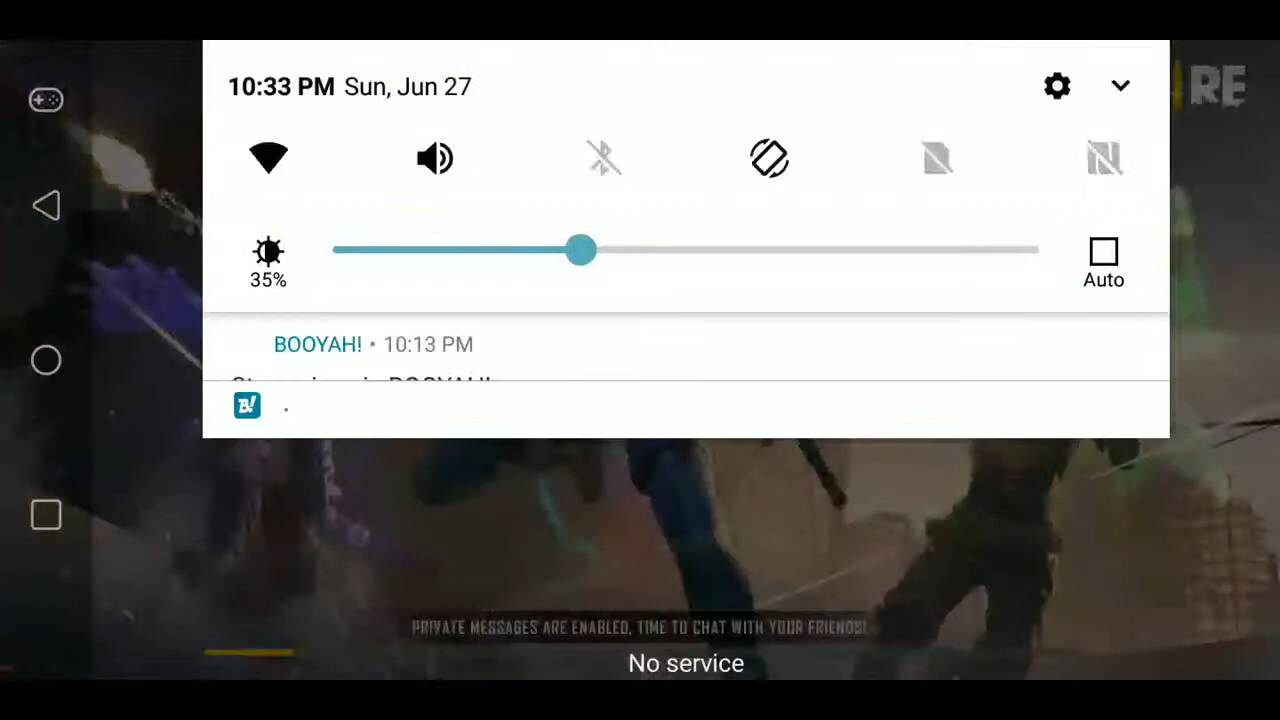 10:33 PM Sun, Jun 27
RE
35%
Auto
BOOYAH! • 10:13 PM
B!
PRIVATE MESSAGES ARE ENABLED, TIME TO CHAT WITH YOUR FRIENDS!
No service